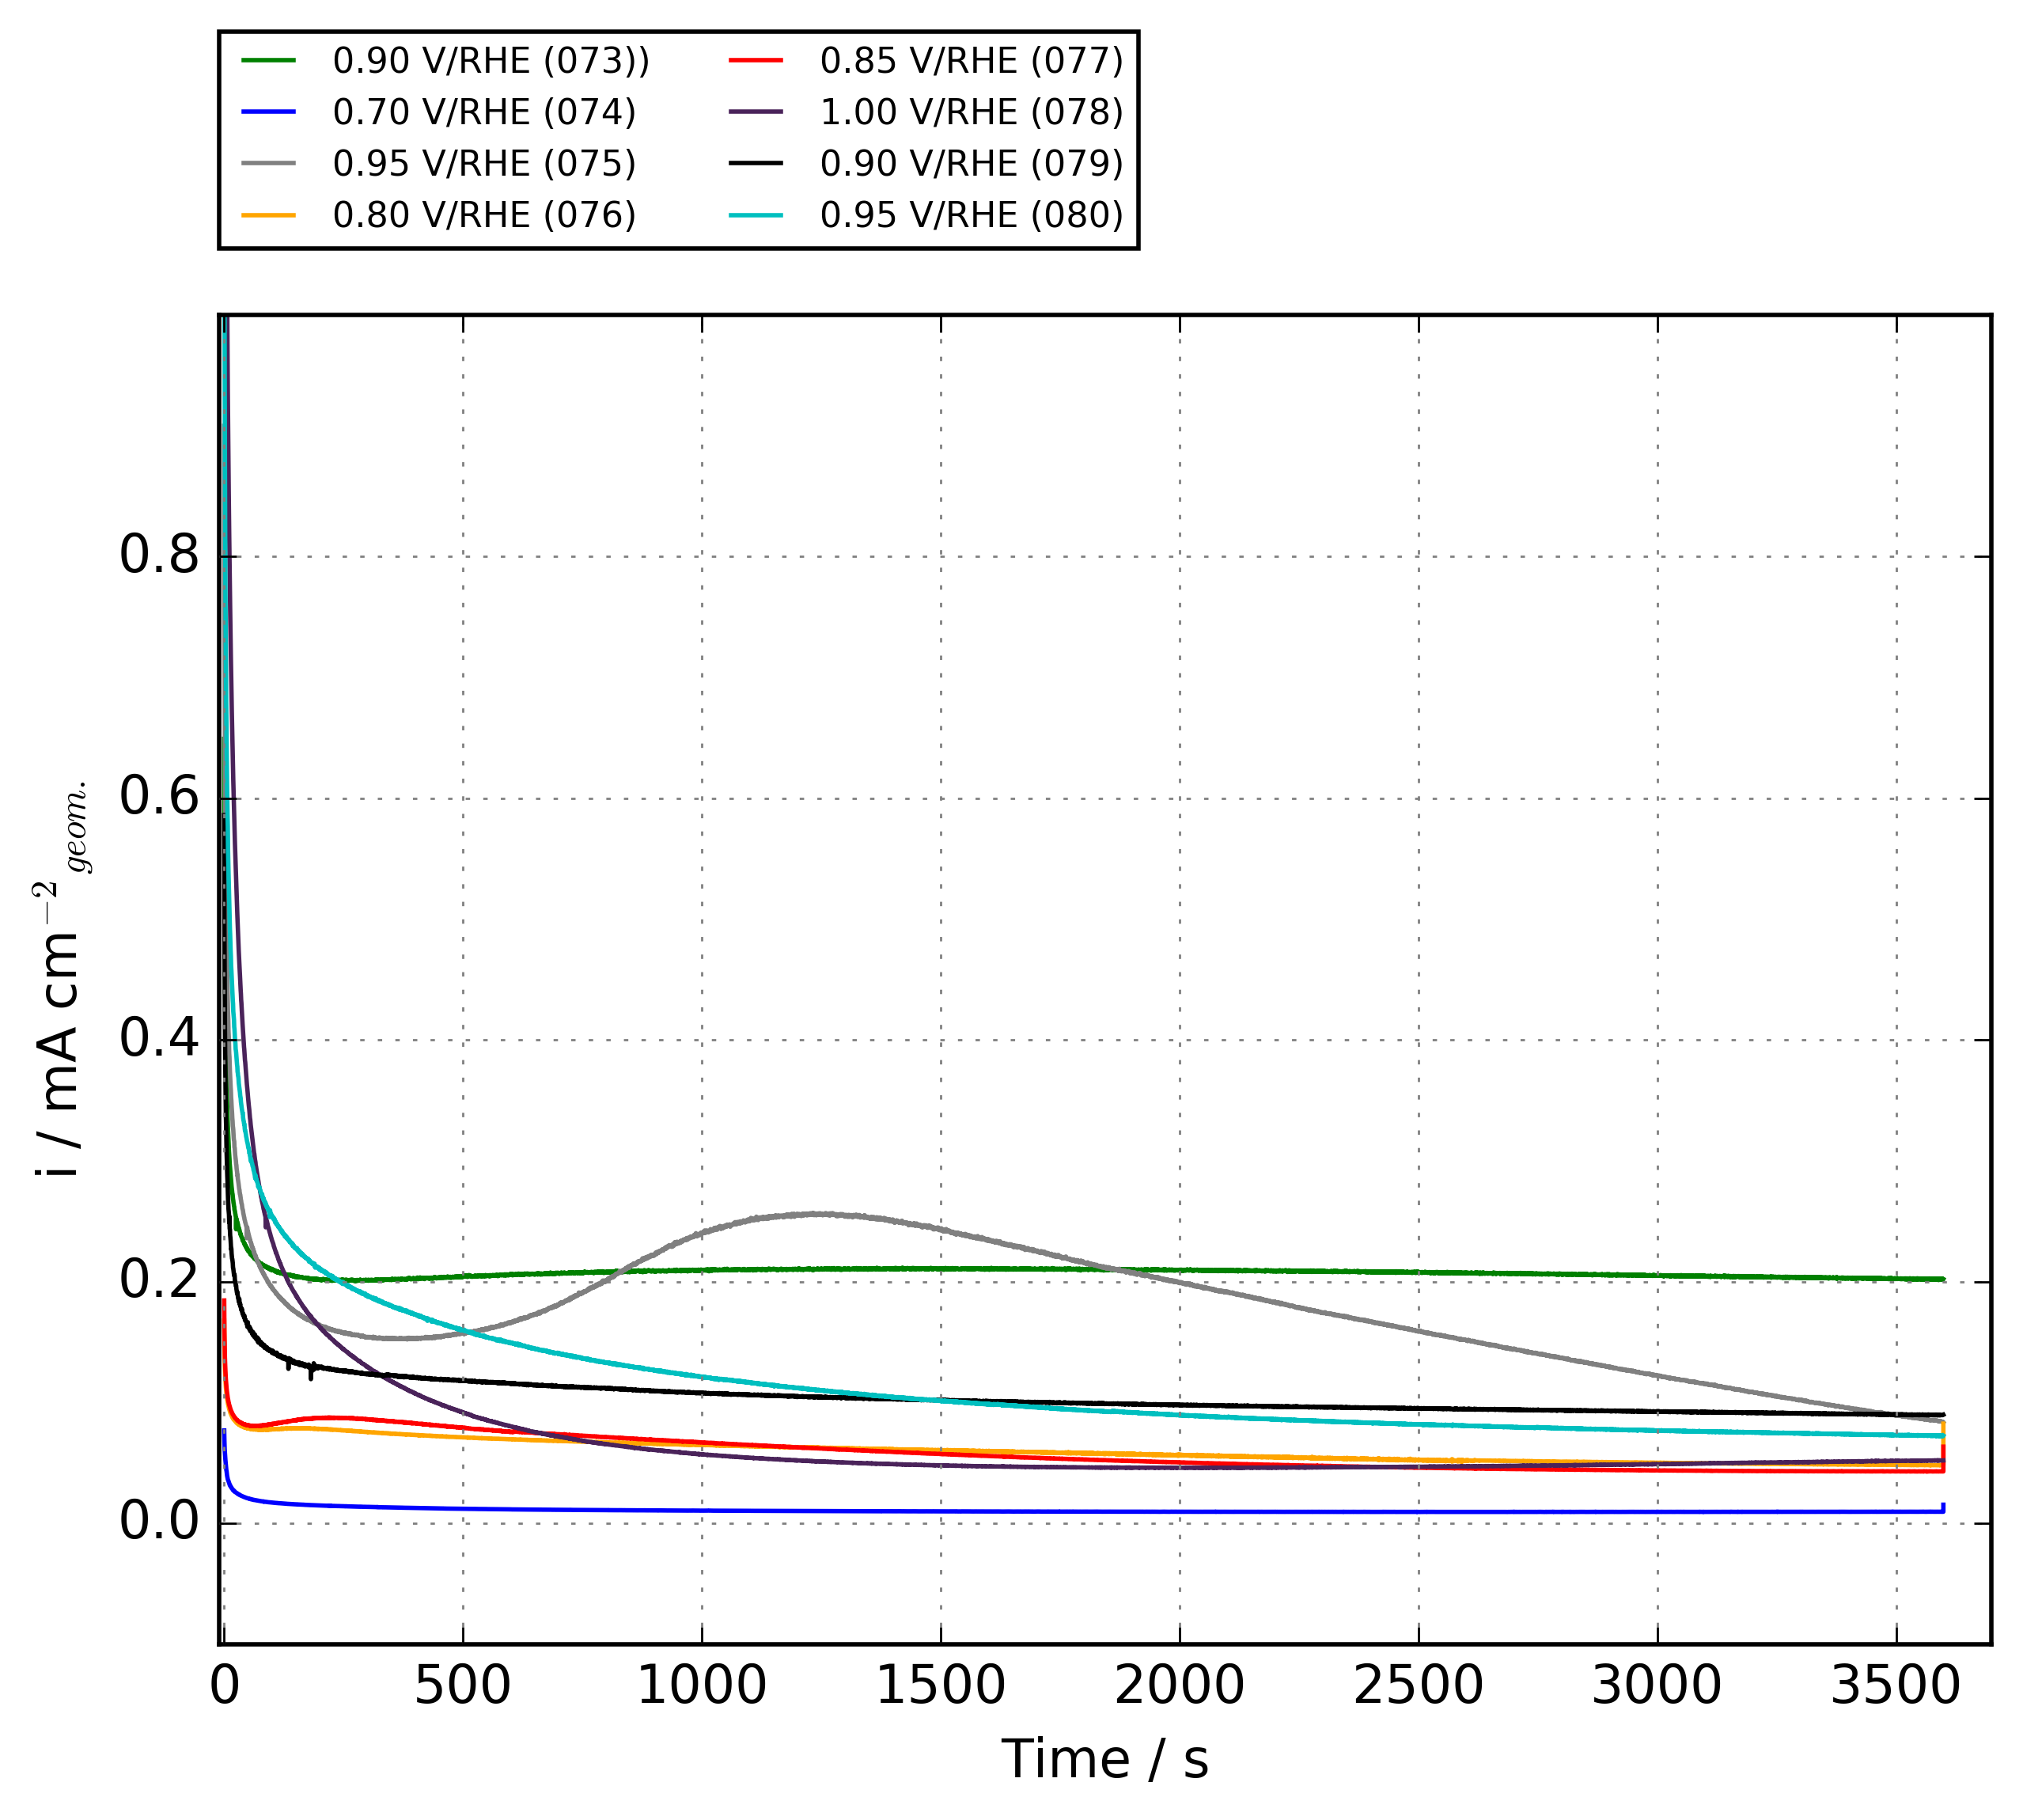 0.90 V/RHE (073))
0.70 V/RHE (074)
0.95 V/RHE (075)
0.80 V/RHE (076)
0.85 V/RHE (077)
1.00 V/RHE (078)
0.90 V/RHE (079)
0.95 V/RHE (080)
0.8
0.6
0.4
0.2
0.0
i / mA cm⁻² geom.
0 500 1000 1500 2000 2500 3000 3500
Time / s